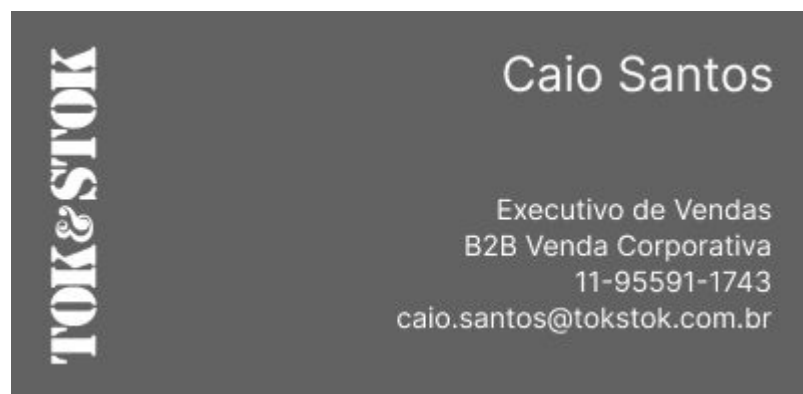 TOK&STOK
Caio Santos
Executivo de Vendas
B2B Venda Corporativa
11-95591-1743
caio.santos@tokstok.com.br